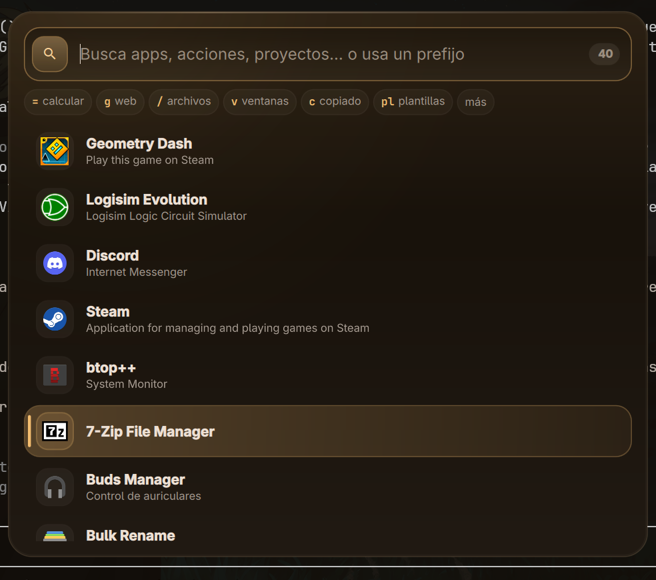 Busca apps, acciones, proyectos... o usa un prefijo
40
= calcular g web / archivos v ventanas c copiado pl plantillas más
Geometry Dash
Play this game on Steam
Logisim Evolution
Logisim Logic Circuit Simulator
Discord
Internet Messenger
Steam
Application for managing and playing games on Steam
btop++
System Monitor
7z
7-Zip File Manager
Buds Manager
Control de auriculares
Bulk Rename